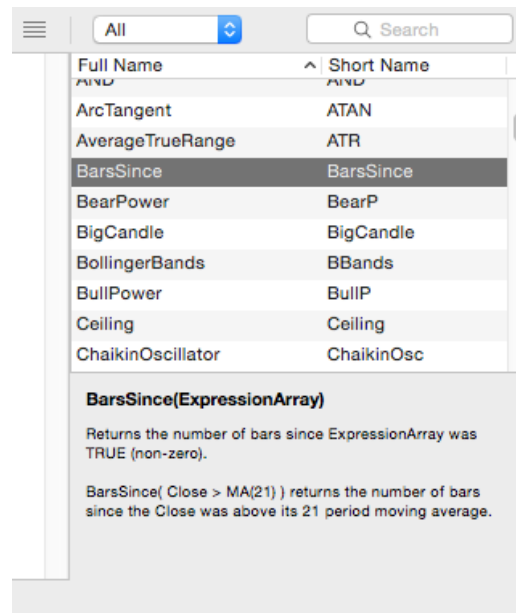 All Search
Full Name Short Name
AND AND
ArcTangent ATAN
AverageTrueRange ATR
BarsSince BarsSince
BearPower BearP
BigCandle BigCandle
BollingerBands BBands
BullPower BullP
Ceiling Ceiling
ChaikinOscillator ChaikinOsc
BarsSince(ExpressionArray)
Returns the number of bars since ExpressionArray was
TRUE (non-zero).
BarsSince( Close > MA(21) ) returns the number of bars
since the Close was above its 21 period moving average.